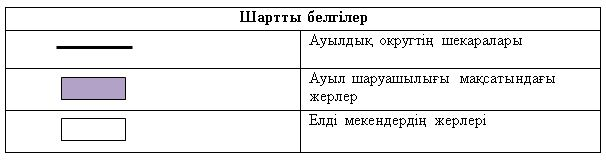 Шартты белгілер
Ауылдық округтің шекаралары
Ауыл шаруашылығы мақсатындағы
жерлер
Елді мекендердің жерлері